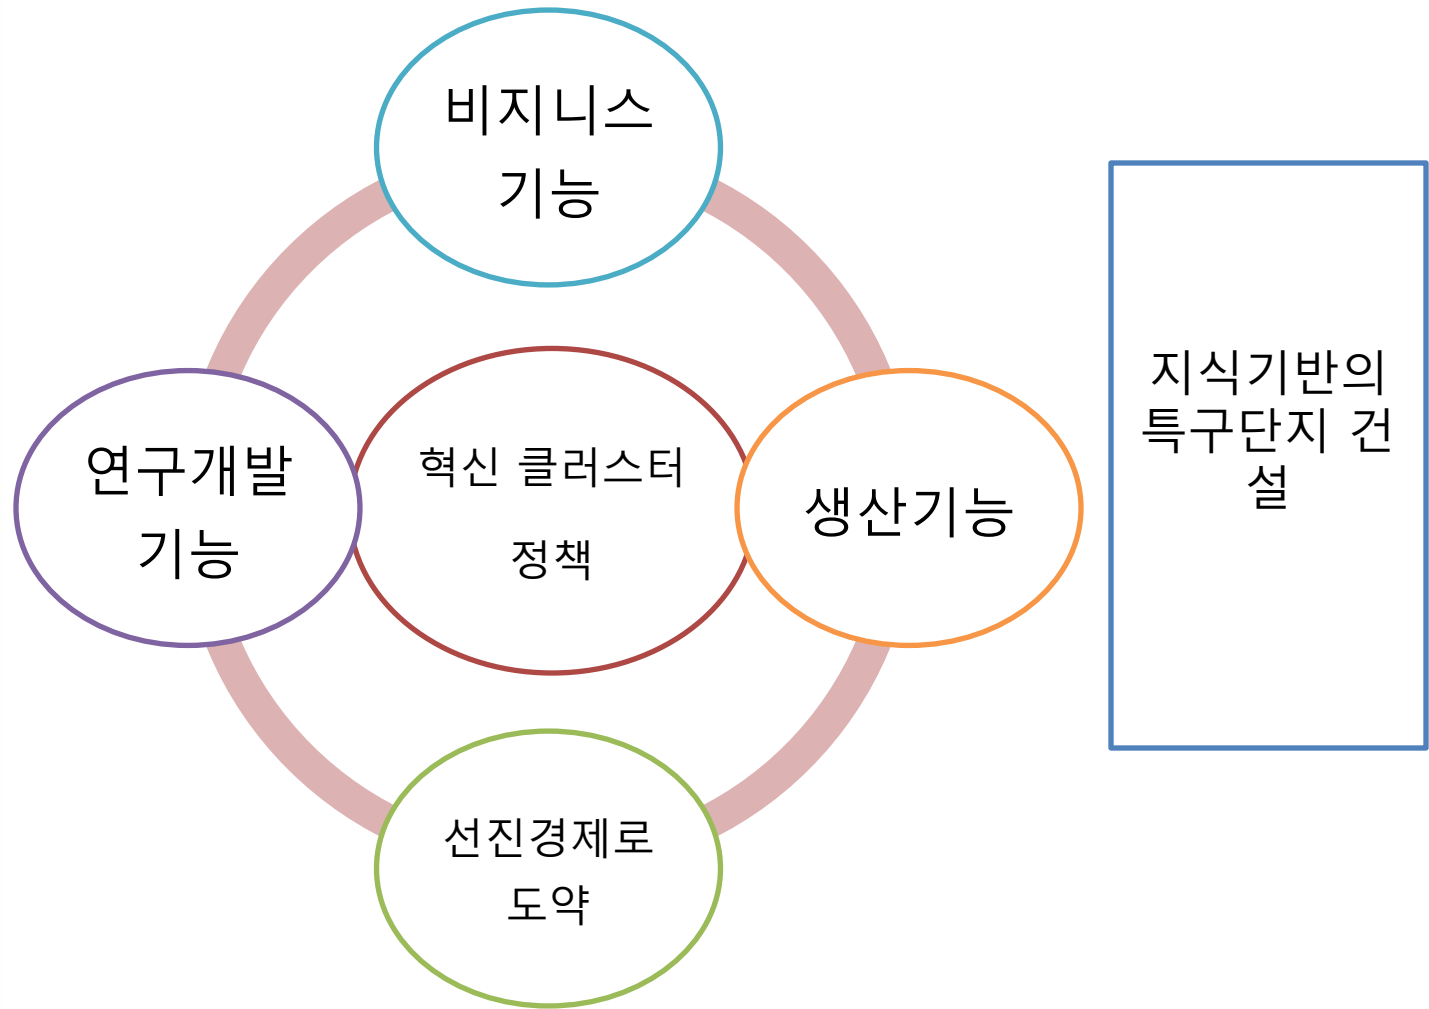 비지니스
기능
연구개발
기능
혁신 클러스터
정책
생산기능
선진경제로
도약
지식기반의
특구단지 건
설